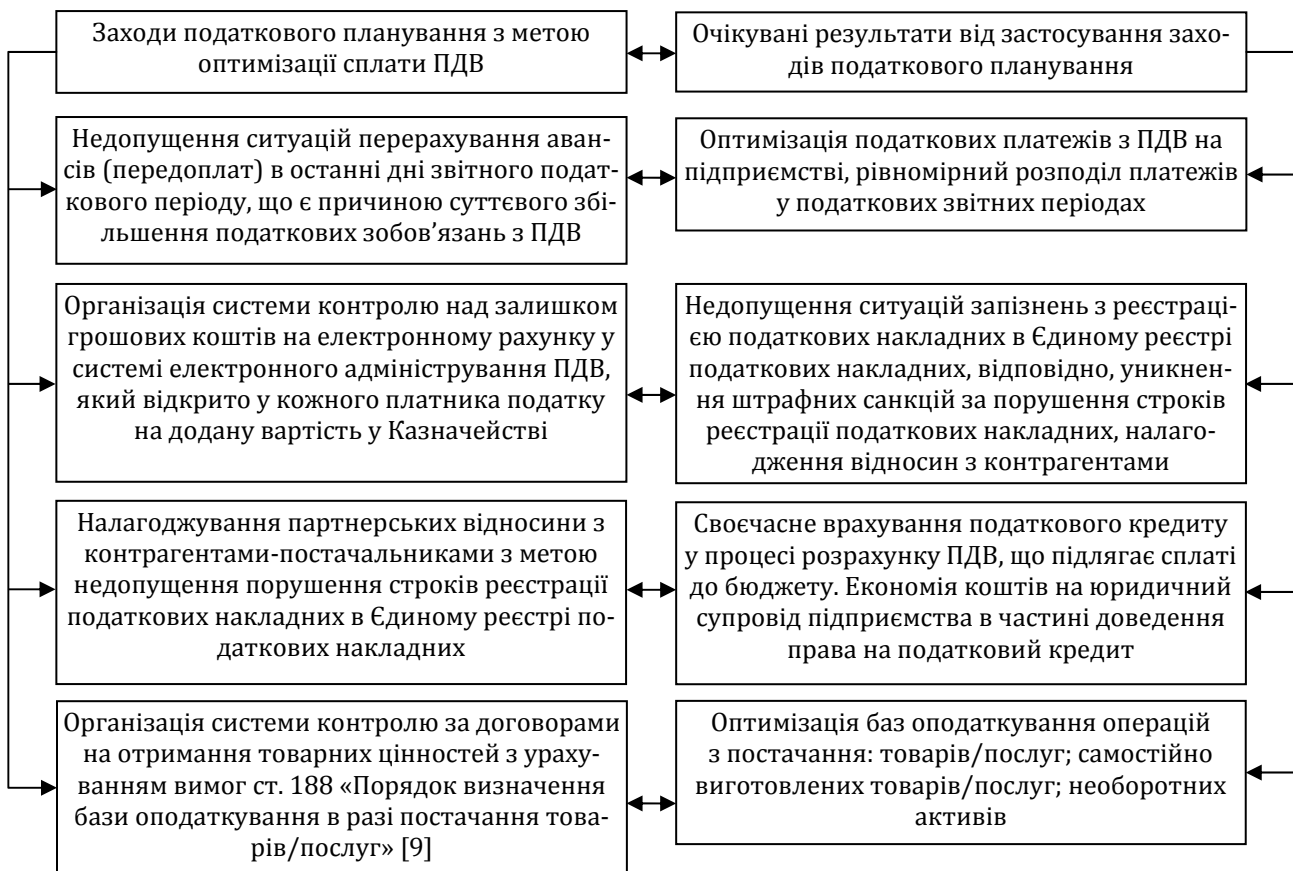 Заходи податкового планування з метою
оптимізації сплати ПДВ
Очікувані результати від застосування захо-
дів податкового планування
Недопущення ситуацій перерахування аван-
сів (передоплат) в останні дні звітного подат-
кового періоду, що є причиною суттєвого збі-
льшення податкових зобов’язань з ПДВ
Оптимізація податкових платежів з ПДВ на
підприємстві, рівномірний розподіл платежів
у податкових звітних періодах
Організація системи контролю над залишком
грошових коштів на електронному рахунку у
системі електронного адміністрування ПДВ,
який відкрито у кожного платника податку
на додану вартість у Казначействі
Недопущення ситуацій запізнень з реєстраці-
єю податкових накладних в Єдиному реєстрі
податкових накладних, відповідно, уникнен-
ня штрафних санкцій за порушення строків
реєстрації податкових накладних, налаго-
дження відносин з контрагентами
Налагоджування партнерських відносини з
контрагентами-постачальниками з метою
недопущення порушення строків реєстрації
податкових накладних в Єдиному реєстрі по-
даткових накладних
Своєчасне врахування податкового кредиту
у процесі розрахунку ПДВ, що підлягає сплаті
до бюджету. Економія коштів на юридичний
супровід підприємства в частині доведення
права на податковий кредит
Організація системи контролю за договорами
на отримання товарних цінностей з ураху-
ванням вимог ст. 188 «Порядок визначення
бази оподаткування в разі постачання това-
рів/послуг» [9]
Оптимізація баз оподаткування операцій
з постачання: товарів/послуг; самостійно
виготовлених товарів/послуг; необоротних
активів